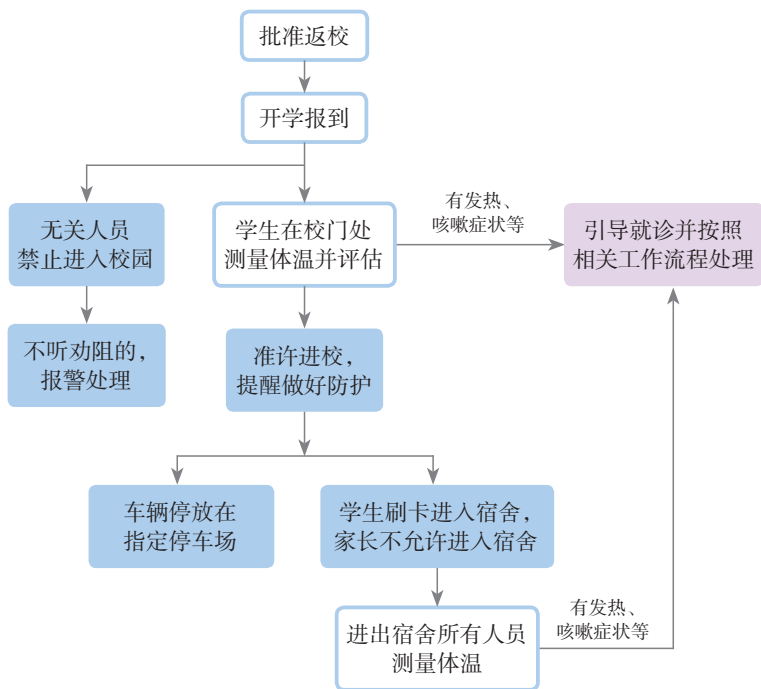 批准返校
开学报到
无关人员
禁止进入校园
学生在校门处
测量体温并评估
有发热、
咳嗽症状等
引导就诊并按照
相关工作流程处理
不听劝阻的，
报警处理
准许进校，
提醒做好防护
车辆停放在
指定停车场
学生刷卡进入宿舍，
家长不允许进入宿舍
进出宿舍所有人员
测量体温
有发热、
咳嗽症状等